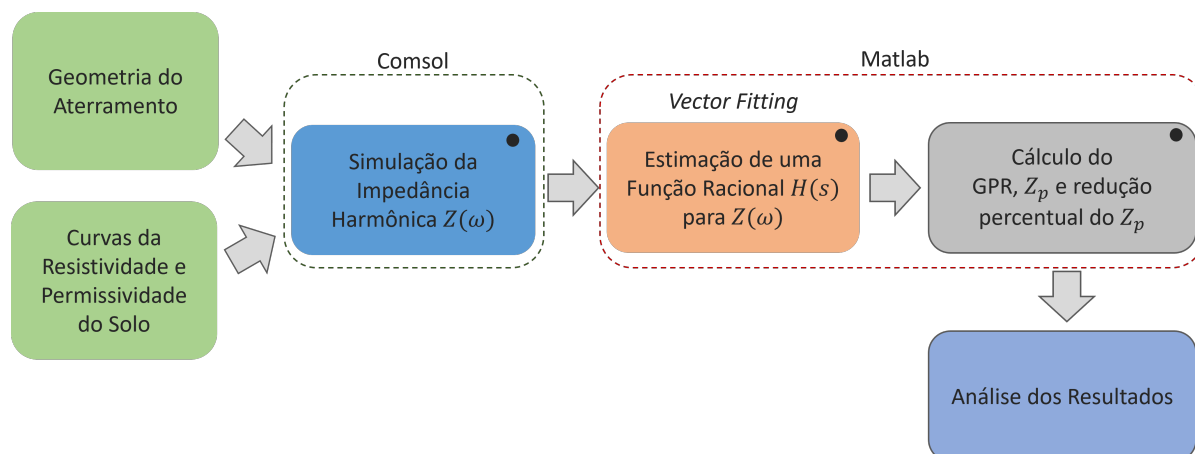 Geometria do
Aterramento
Curvas da
Resistividade e
Permissividade
do Solo
Comsol
Simulação da
Impedância
Harmônica Z(ω)
Matlab
Vector Fitting
Estimação de uma
Função Racional H(s)
para Z(ω)
Cálculo do
GPR, Zₚ e redução
percentual do Zₚ
Análise dos Resultados